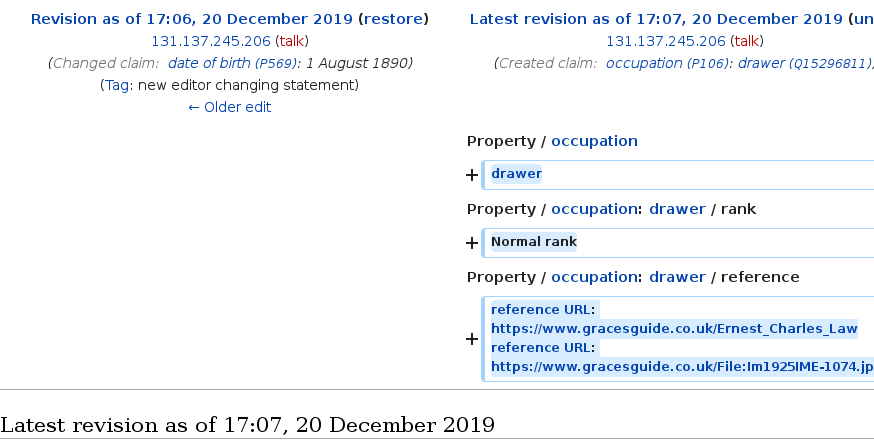 Revision as of 17:06, 20 December 2019 (restore)
131.137.245.206 (talk)
(Changed claim: date of birth (P569): 1 August 1890)
(Tag: new editor changing statement)
← Older edit
Latest revision as of 17:07, 20 December 2019 (un
131.137.245.206 (talk)
(Created claim: occupation (P106): drawer (Q15296811)
Property / occupation
+ drawer
Property / occupation: drawer / rank
+ Normal rank
Property / occupation: drawer / reference
reference URL:
https://www.gracesguide.co.uk/Ernest_Charles_Law
+ reference URL:
https://www.gracesguide.co.uk/File:Im1925IME-1074.jp
Latest revision as of 17:07, 20 December 2019